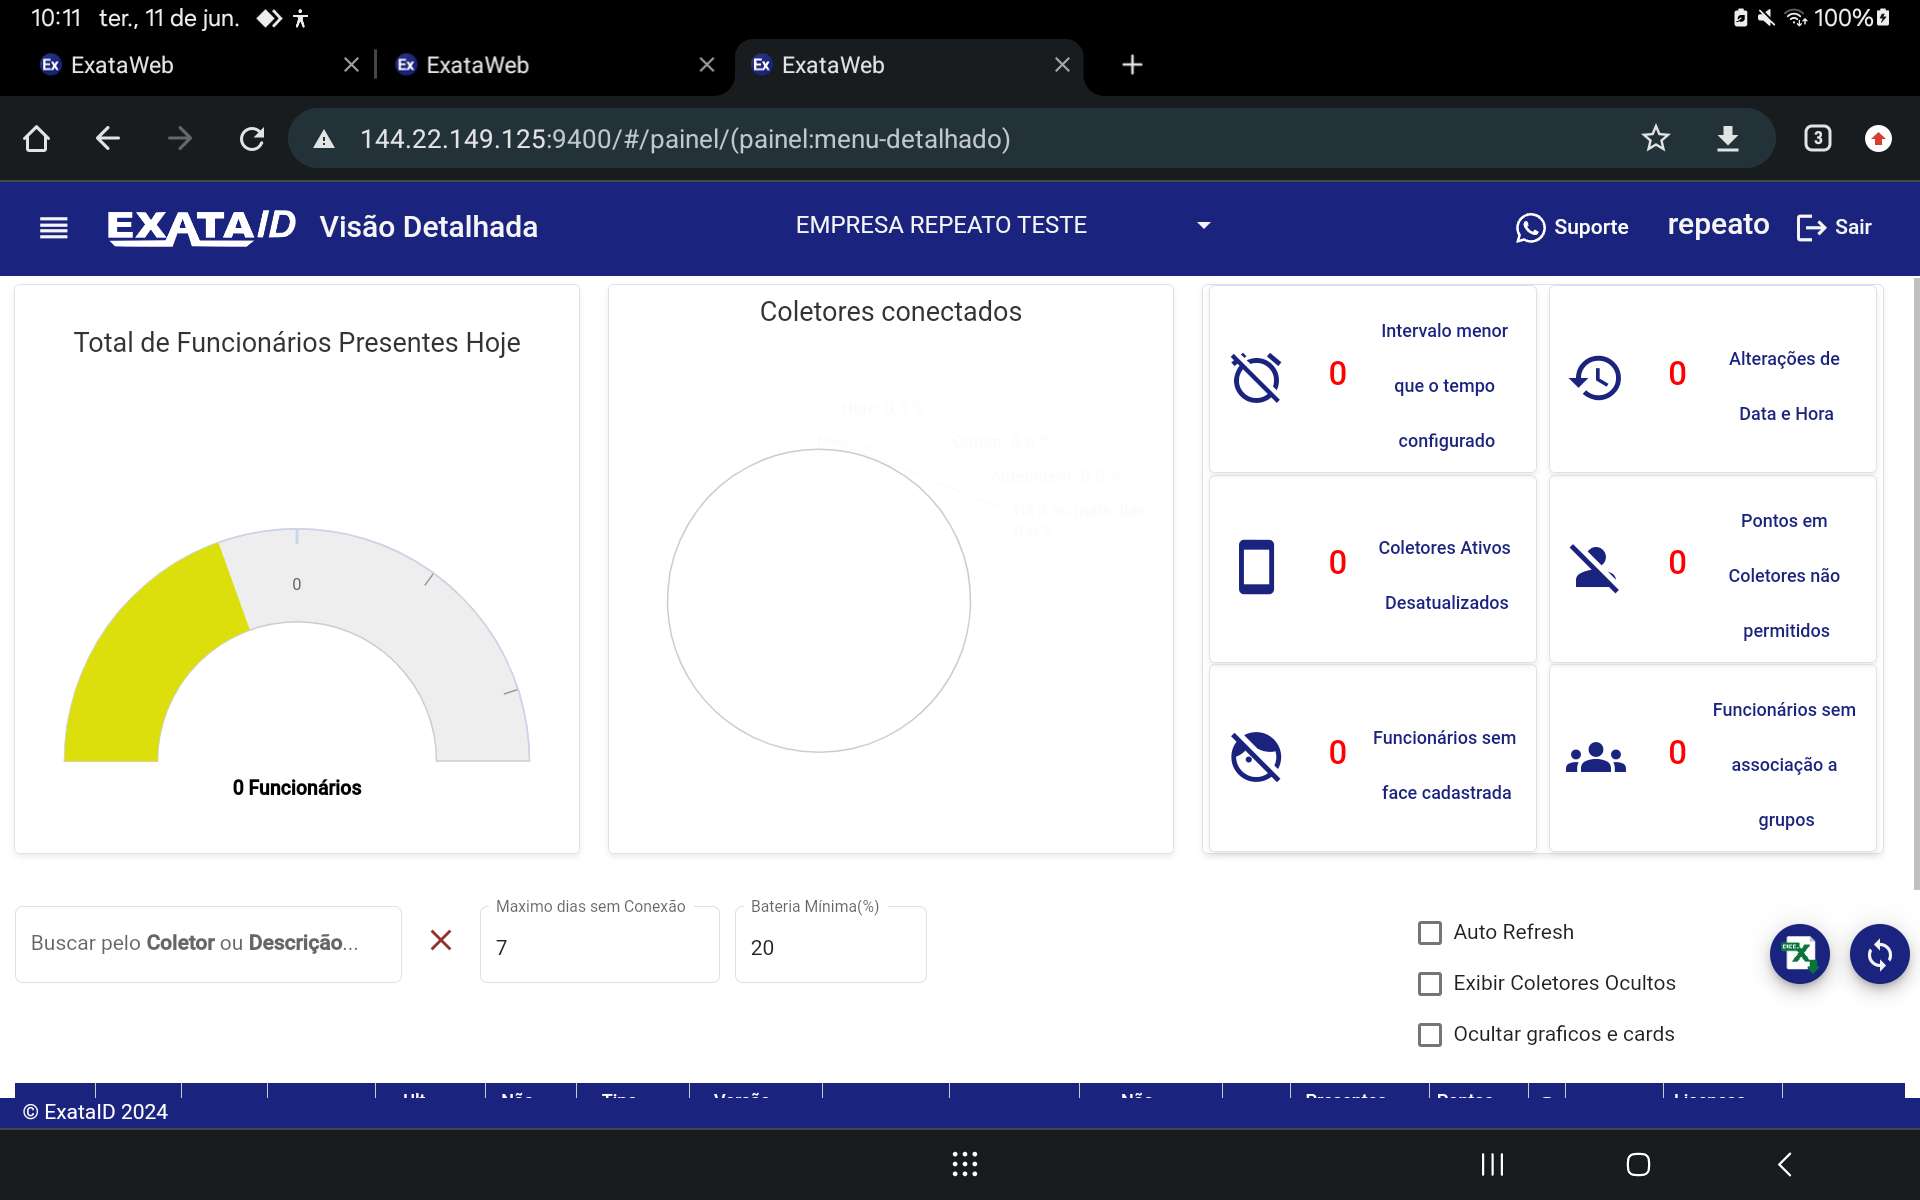 10:11 ter., 11 de jun. 100%
ExataWeb ExataWeb ExataWeb
144.22.149.125:9400/#/painel/(painel:menu-detalhado) 3
EXATAID Visão Detalhada EMPRESA REPEATO TESTE Suporte repeato Sair
Total de Funcionários Presentes Hoje
0
0 Funcionários
Coletores conectados
0 Intervalo menor
que o tempo
configurado
0 Alterações de
Data e Hora
0 Coletores Ativos
Desatualizados
0 Pontos em
Coletores não
permitidos
0 Funcionários sem
face cadastrada
0 Funcionários sem
associação a
grupos
Buscar pelo Coletor ou Descrição...
Maximo dias sem Conexão
7
Bateria Mínima(%)
20
Auto Refresh
Exibir Coletores Ocultos
Ocultar graficos e cards
© ExataID 2024